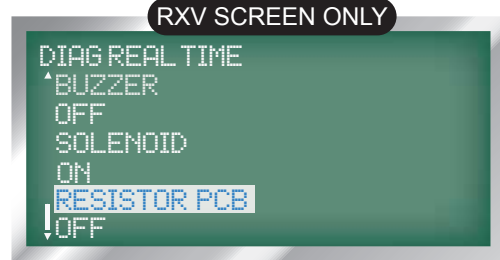 RXV SCREEN ONLY
DIAG REAL TIME
BUZZER
OFF
SOLENOID
ON
RESISTOR PCB
OFF